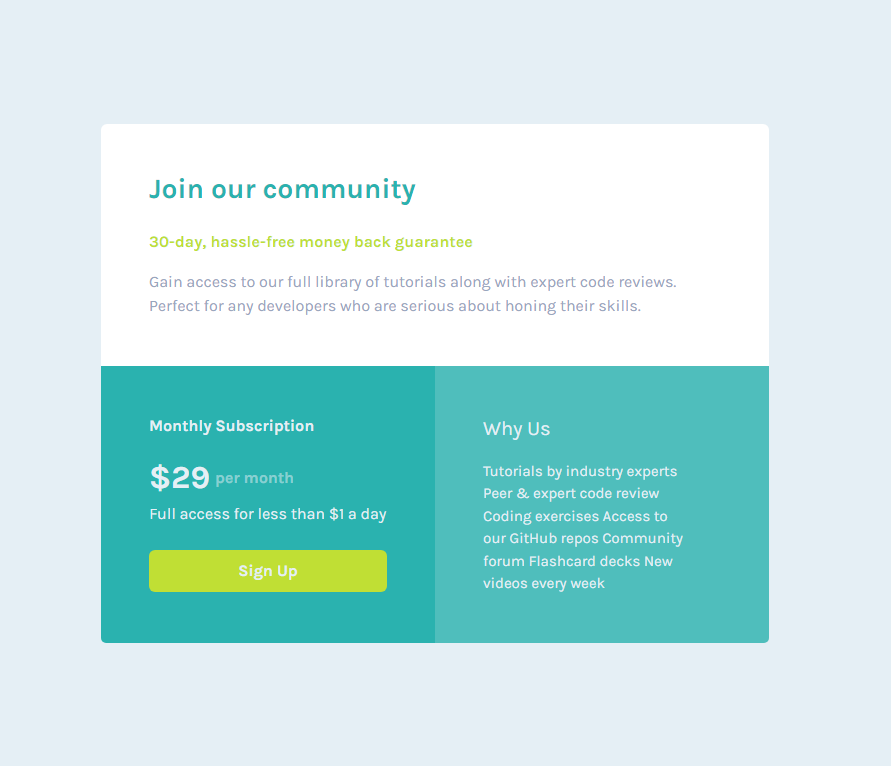 Join our community
30-day, hassle-free money back guarantee
Gain access to our full library of tutorials along with expert code reviews.
Perfect for any developers who are serious about honing their skills.
Monthly Subscription
$29 per month
Full access for less than $1 a day
Sign Up
Why Us
Tutorials by industry experts
Peer & expert code review
Coding exercises Access to
our GitHub repos Community
forum Flashcard decks New
videos every week